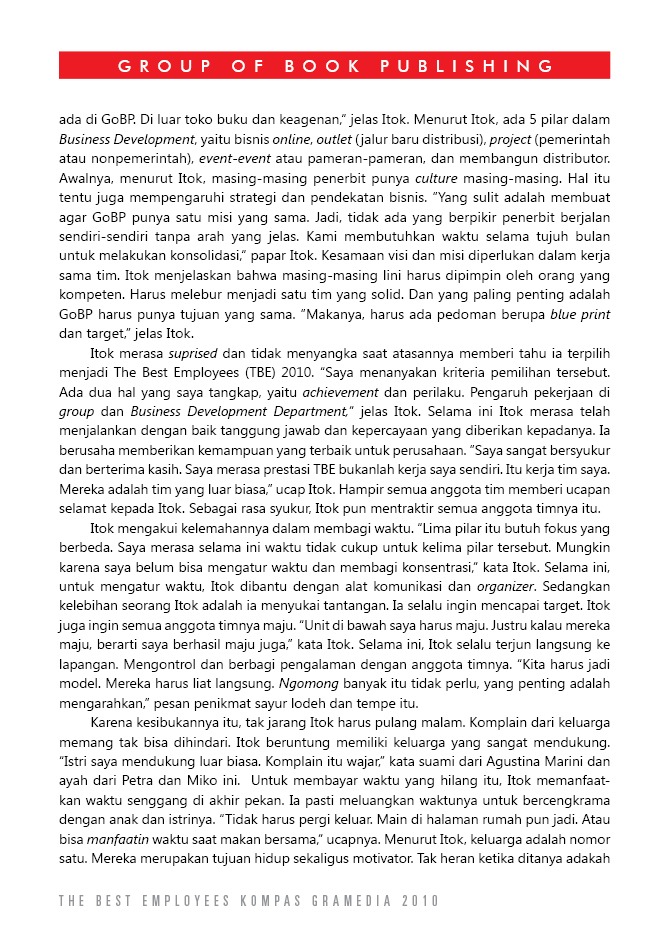 GROUP OF BOOK PUBLISHING
ada di GoBP. Di luar toko buku dan keagenan,” jelas Itok. Menurut Itok, ada 5 pilar dalam
Business Development, yaitu bisnis online, outlet (jalur baru distribusi), project (pemerintah
atau nonpemerintah), event-event atau pameran-pameran, dan membangun distributor.
Awalnya, menurut Itok, masing-masing penerbit punya culture masing-masing. Hal itu
tentu juga mempengaruhi strategi dan pendekatan bisnis. “Yang sulit adalah membuat
agar GoBP punya satu misi yang sama. Jadi, tidak ada yang berpikir penerbit berjalan
sendiri-sendiri tanpa arah yang jelas. Kami membutuhkan waktu selama tujuh bulan
untuk melakukan konsolidasi,” papar Itok. Kesamaan visi dan misi diperlukan dalam kerja
sama tim. Itok menjelaskan bahwa masing-masing lini harus dipimpin oleh orang yang
kompeten. Harus melebur menjadi satu tim yang solid. Dan yang paling penting adalah
GoBP harus punya tujuan yang sama. “Makanya, harus ada pedoman berupa blue print
dan target,” jelas Itok.
Itok merasa suprised dan tidak menyangka saat atasannya memberi tahu ia terpilih
menjadi The Best Employees (TBE) 2010. “Saya menanyakan kriteria pemilihan tersebut.
Ada dua hal yang saya tangkap, yaitu achievement dan perilaku. Pengaruh pekerjaan di
group dan Business Development Department,” jelas Itok. Selama ini Itok merasa telah
menjalankan dengan baik tanggung jawab dan kepercayaan yang diberikan kepadanya. Ia
berusaha memberikan kemampuan yang terbaik untuk perusahaan. “Saya sangat bersyukur
dan berterima kasih. Saya merasa prestasi TBE bukanlah kerja saya sendiri. Itu kerja tim saya.
Mereka adalah tim yang luar biasa,” ucap Itok. Hampir semua anggota tim memberi ucapan
selamat kepada Itok. Sebagai rasa syukur, Itok pun mentraktir semua anggota timnya itu.
Itok mengakui kelemahannya dalam membagi waktu. “Lima pilar itu butuh fokus yang
berbeda. Saya merasa selama ini waktu tidak cukup untuk kelima pilar tersebut. Mungkin
karena saya belum bisa mengatur waktu dan membagi konsentrasi,” kata Itok. Selama ini,
untuk mengatur waktu, Itok dibantu dengan alat komunikasi dan organizer. Sedangkan
kelebihan seorang Itok adalah ia menyukai tantangan. Ia selalu ingin mencapai target. Itok
juga ingin semua anggota timnya maju. “Unit di bawah saya harus maju. Justru kalau mereka
maju, berarti saya berhasil maju juga,” kata Itok. Selama ini, Itok selalu terjun langsung ke
lapangan. Mengontrol dan berbagi pengalaman dengan anggota timnya. “Kita harus jadi
model. Mereka harus liat langsung. Ngomong banyak itu tidak perlu, yang penting adalah
mengarahkan,” pesan penikmat sayur lodeh dan tempe itu.
Karena kesibukannya itu, tak jarang Itok harus pulang malam. Komplain dari keluarga
memang tak bisa dihindari. Itok beruntung memiliki keluarga yang sangat mendukung.
“Istri saya mendukung luar biasa. Komplain itu wajar,” kata suami dari Agustina Marini dan
ayah dari Petra dan Miko ini. Untuk membayar waktu yang hilang itu, Itok memanfaat-
kan waktu senggang di akhir pekan. Ia pasti meluangkan waktunya untuk bercengkrama
dengan anak dan istrinya. “Tidak harus pergi keluar. Main di halaman rumah pun jadi. Atau
bisa manfaatin waktu saat makan bersama,” ucapnya. Menurut Itok, keluarga adalah nomor
satu. Mereka merupakan tujuan hidup sekaligus motivator. Tak heran ketika ditanya adakah
THE BEST EMPLOYEES KOMPAS GRAMEDIA 2010